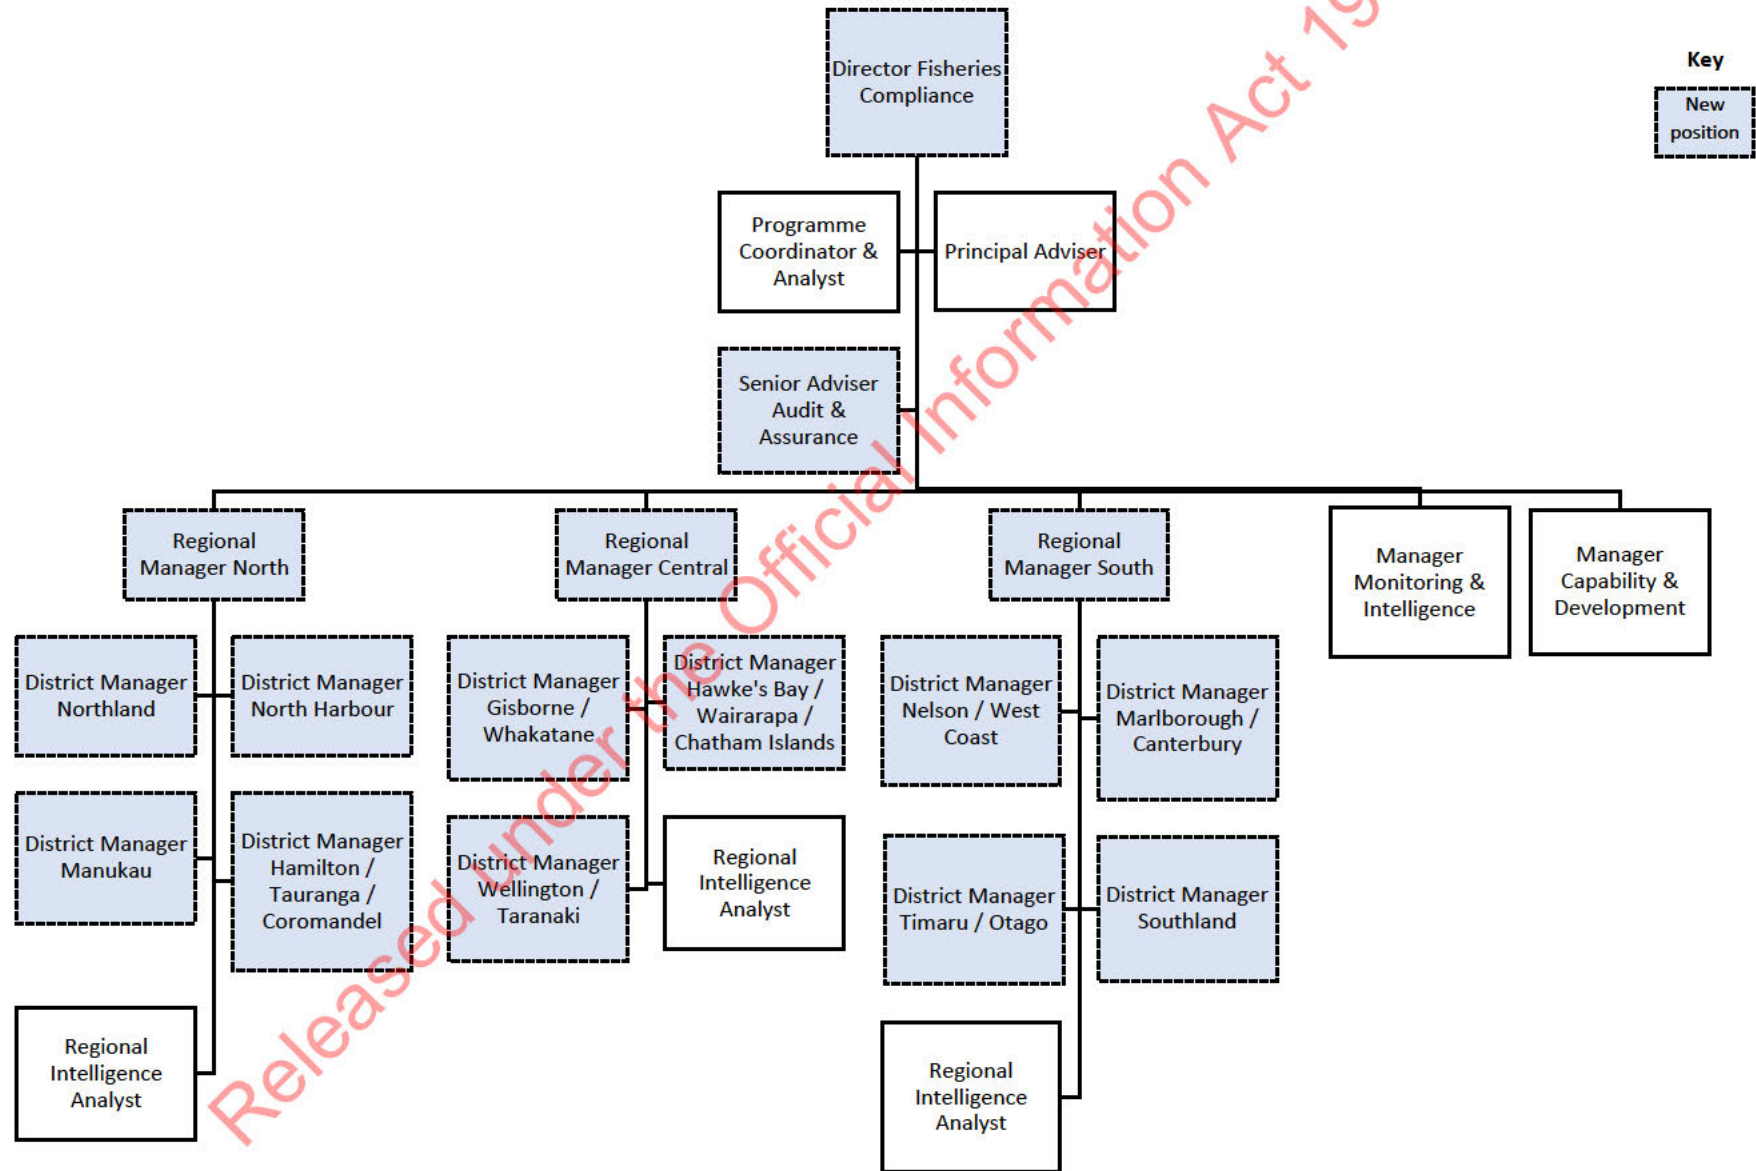 Director Fisheries
Compliance
Key
New
position
Programme
Coordinator &
Analyst
Principal Adviser
Senior Adviser
Audit &
Assurance
Regional
Manager North
Regional
Manager Central
Regional
Manager South
Manager
Monitoring &
Intelligence
Manager
Capability &
Development
District Manager
Northland
District Manager
North Harbour
District Manager
Gisborne /
Whakatane
District Manager
Hawke's Bay /
Wairarapa /
Chatham Islands
District Manager
Nelson / West
Coast
District Manager
Marlborough /
Canterbury
District Manager
Manukau
District Manager
Hamilton /
Tauranga /
Coromandel
District Manager
Wellington /
Taranaki
Regional
Intelligence
Analyst
District Manager
Timaru / Otago
District Manager
Southland
Regional
Intelligence
Analyst
Regional
Intelligence
Analyst
Released under the Official Information Act 19